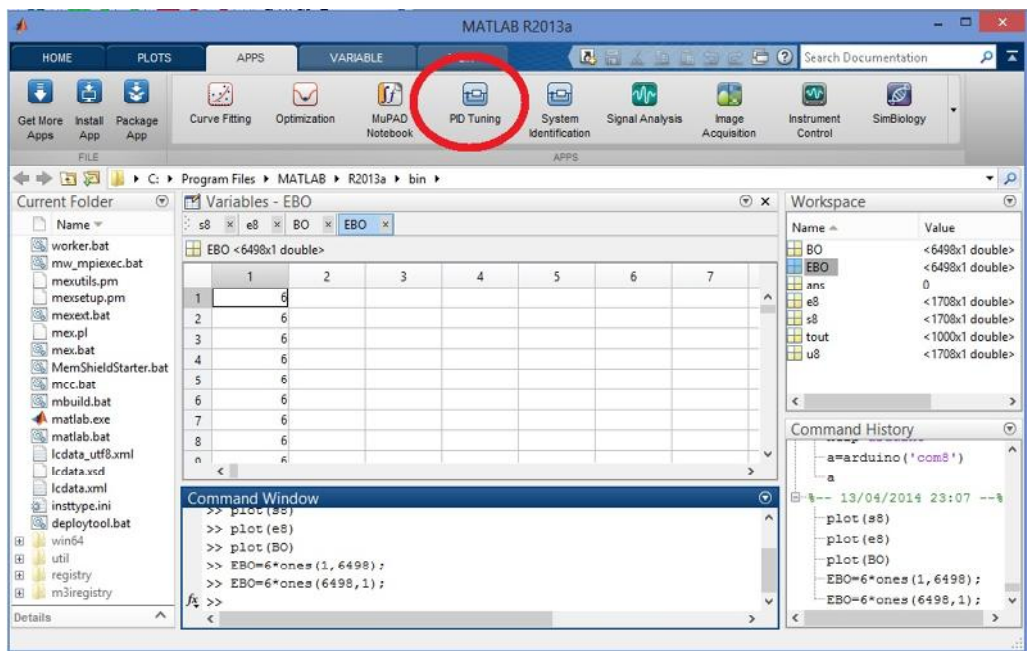 MATLAB R2013a
HOME PLOTS APPS VARIABLE
Search Documentation
Get More Apps
Install App
Package App
Curve Fitting
Optimization
MuPAD Notebook
PID Tuning
System Identification
Signal Analysis
Image Acquisition
Instrument Control
SimBiology
FILE
APPS
C: Program Files MATLAB R2013a bin
Current Folder
Name
worker.bat
mw_mpiexec.bat
mexutils.pm
mexsetup.pm
mexext.bat
mex.pl
mex.bat
MemShieldStarter.bat
mcc.bat
mbuild.bat
matlab.exe
matlab.bat
lcdata_utf8.xml
lcdata.xsd
lcdata.xml
insttype.ini
deploytool.bat
win64
util
registry
m3iregistry
Details
Variables - EBO
s8 e8 BO EBO
EBO <6498x1 double>
1 2 3 4 5 6 7
1 6
2 6
3 6
4 6
5 6
6 6
7 6
8 6
9 6
Command Window
>> plot(s8)
>> plot(e8)
>> plot(BO)
>> EBO=6*ones(1,6498);
>> EBO=6*ones(6498,1);
fx >>
Workspace
Name Value
BO <6498x1 double>
EBO <6498x1 double>
ans 0
e8 <1708x1 double>
s8 <1708x1 double>
tout <1000x1 double>
u8 <1708x1 double>
Command History
a=arduino('com8')
a
%-- 13/04/2014 23:07 --%
plot(s8)
plot(e8)
plot(BO)
EBO=6*ones(1,6498);
EBO=6*ones(6498,1);